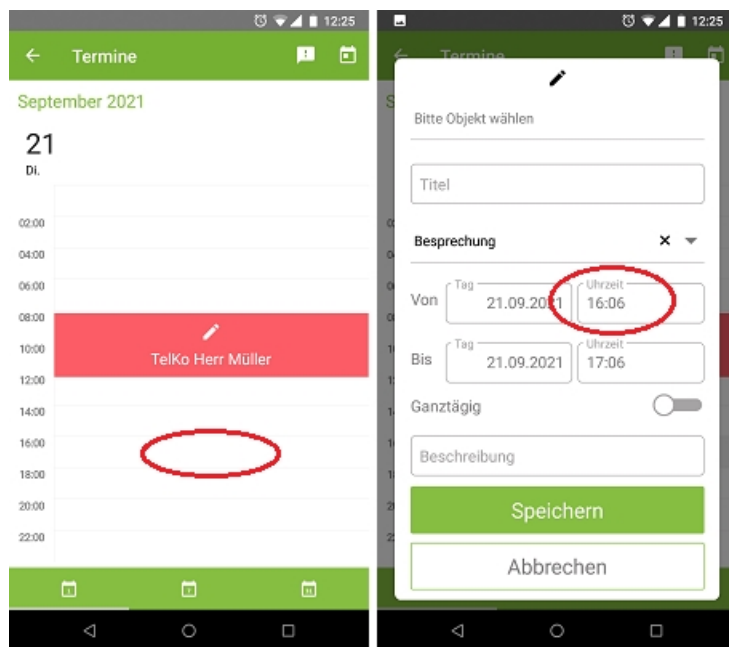 12:25
Termine
September 2021
21
Di.
02:00
04:00
06:00
08:00
10:00
TelKo Herr Müller
12:00
14:00
16:00
18:00
20:00
22:00
12:25
Termine
Bitte Objekt wählen
Titel
Besprechung
Von
Tag
21.09.2021
Uhrzeit
16:06
Bis
Tag
21.09.2021
Uhrzeit
17:06
Ganztägig
Beschreibung
Speichern
Abbrechen